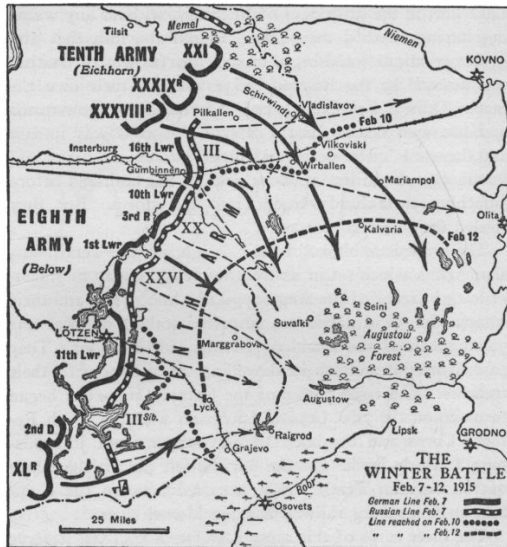 Tilsit
Memel
Niemen
KOVNO
TENTH ARMY
(Eichhorn)
XXI
XXXIXR
XXXVIIIR
Schirwindt
Vladislavov
Pilkallen
Feb 10
16th Lwr
III
Vilkoviski
Insterburg
Gumbinnen
Wirballen
Mariampol
10th Lwr
3rd R
XX
Olita
EIGHTH
ARMY
(Below)
1st Lwr
Kalvaria
Feb 12
XXVI
TENTH ARMY
Seini
Suvalki
Augustow
Forest
LÖTZEN
Marggrabova
11th Lwr
Augustow
Lyck
Lipsk
2nd D
III Sib.
Raigrod
GRODNO
XLR
Grajevo
Bobr
Osovets
25 Miles
THE
WINTER BATTLE
Feb. 7-12, 1915
German Line Feb. 7
Russian Line Feb. 7
Line reached on Feb. 10
" " " Feb. 12